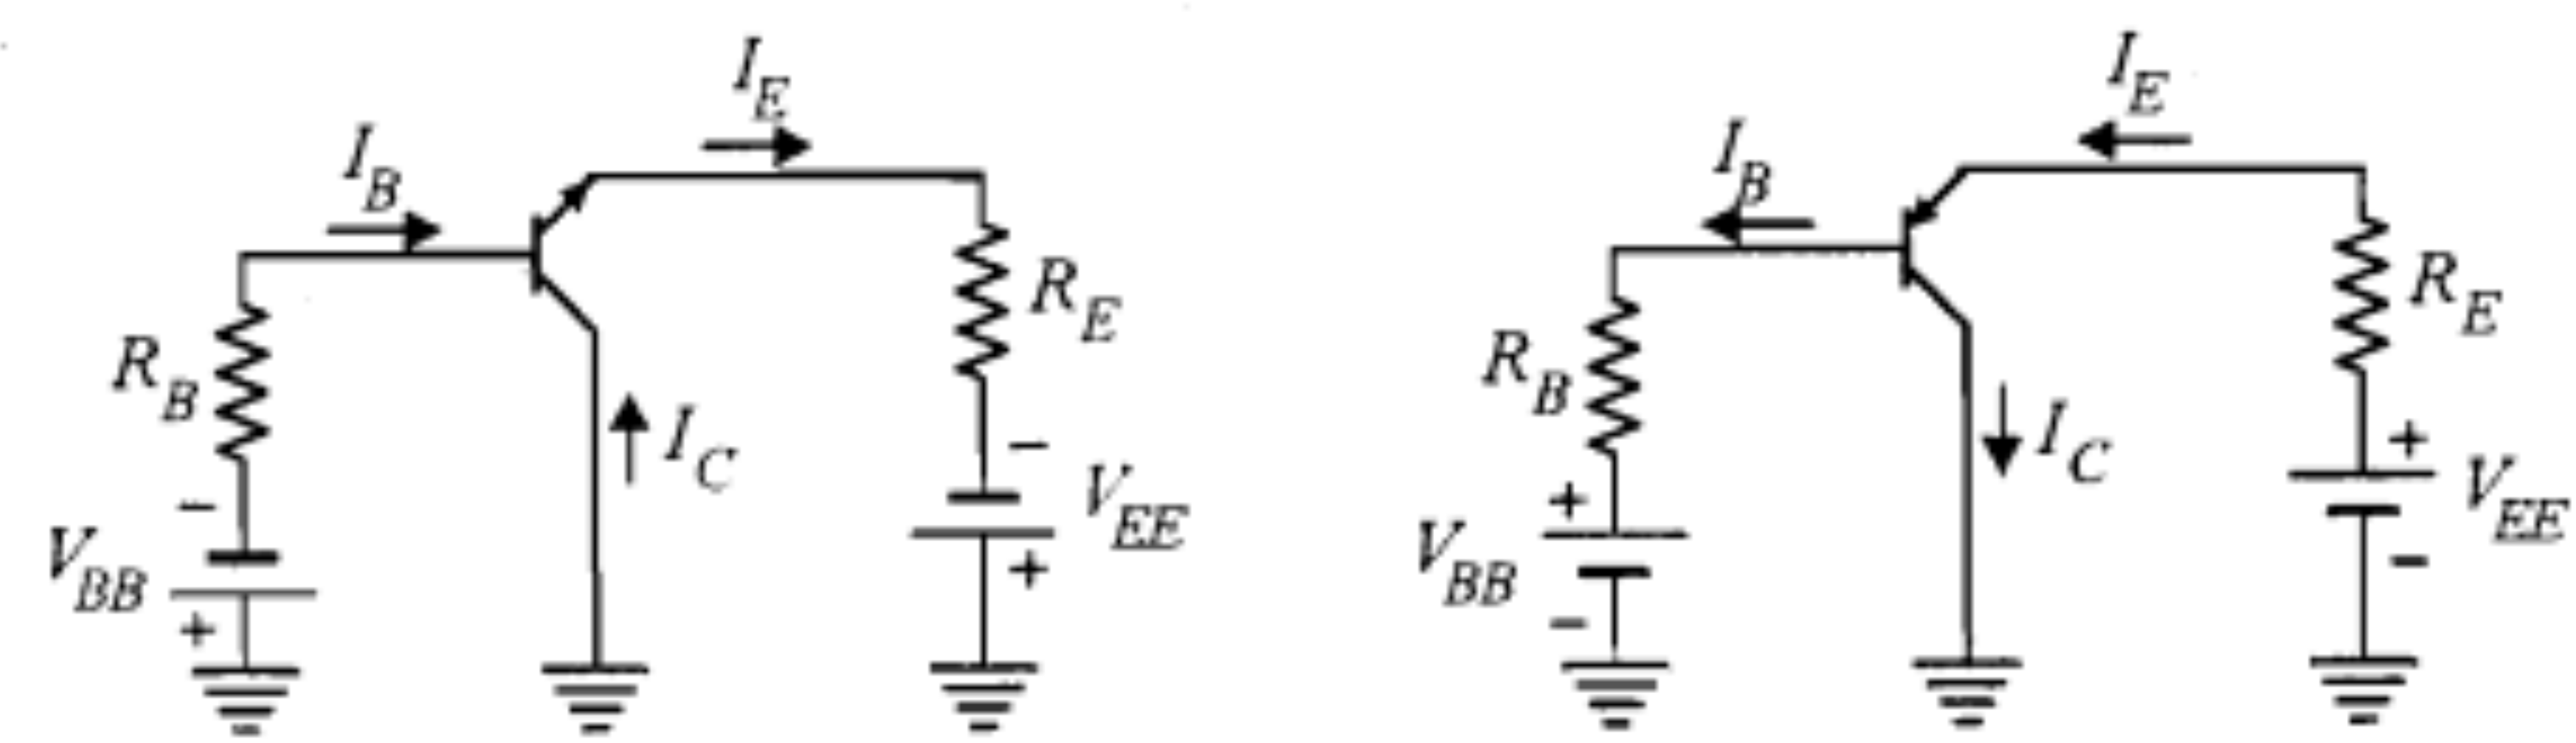 I_B
I_E
R_B
R_E
I_C
−
V_EE
+
−
V_BB
+
I_B
I_E
R_B
R_E
I_C
+
V_EE
−
+
V_BB
−